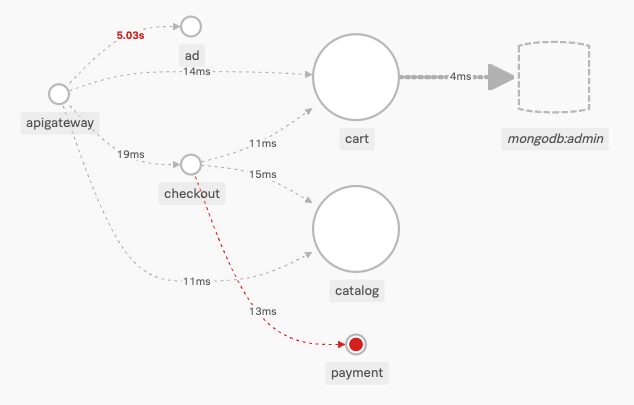 5.03s
ad
14ms
apigateway
4ms
cart
mongodb:admin
11ms
19ms
15ms
checkout
11ms
catalog
13ms
payment